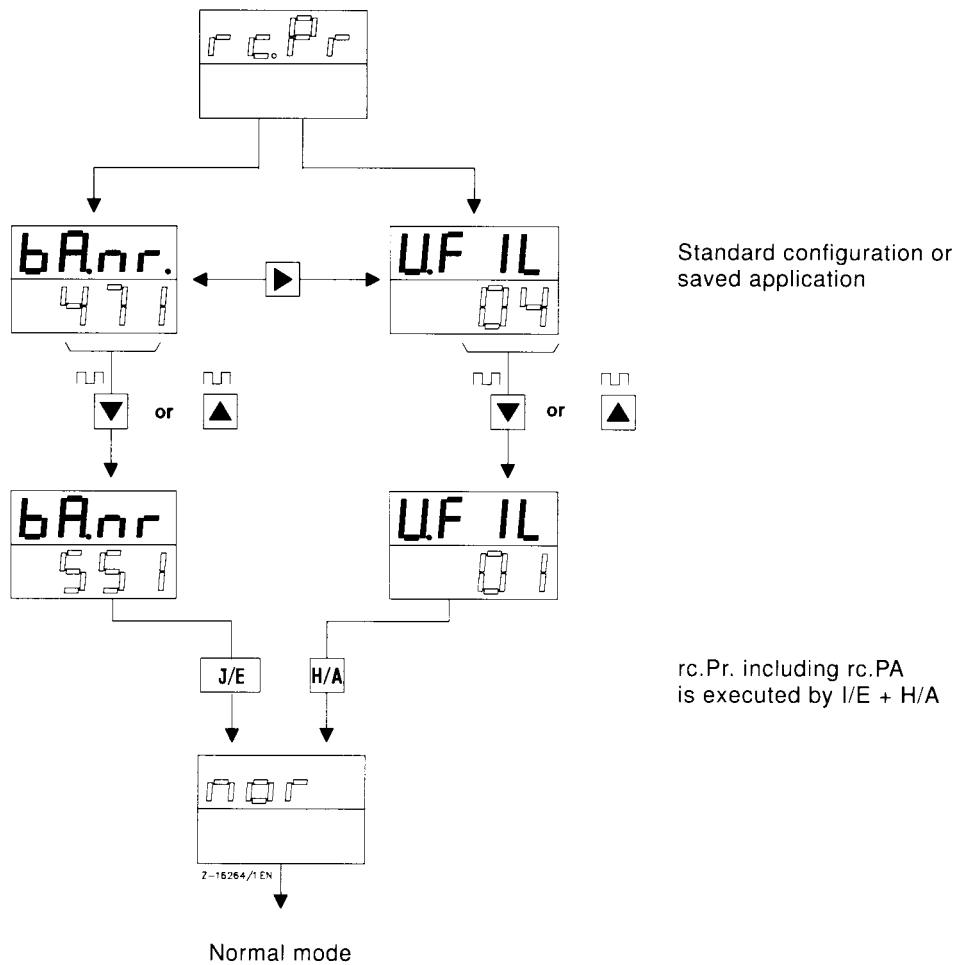 rc.Pr
bA.nr.
471
U.F IL
04
Standard configuration or
saved application
or
or
bA.nr
551
U.F IL
01
J/E
H/A
rc.Pr. including rc.PA
is executed by I/E + H/A
nor
Z-16264/1 EN
Normal mode